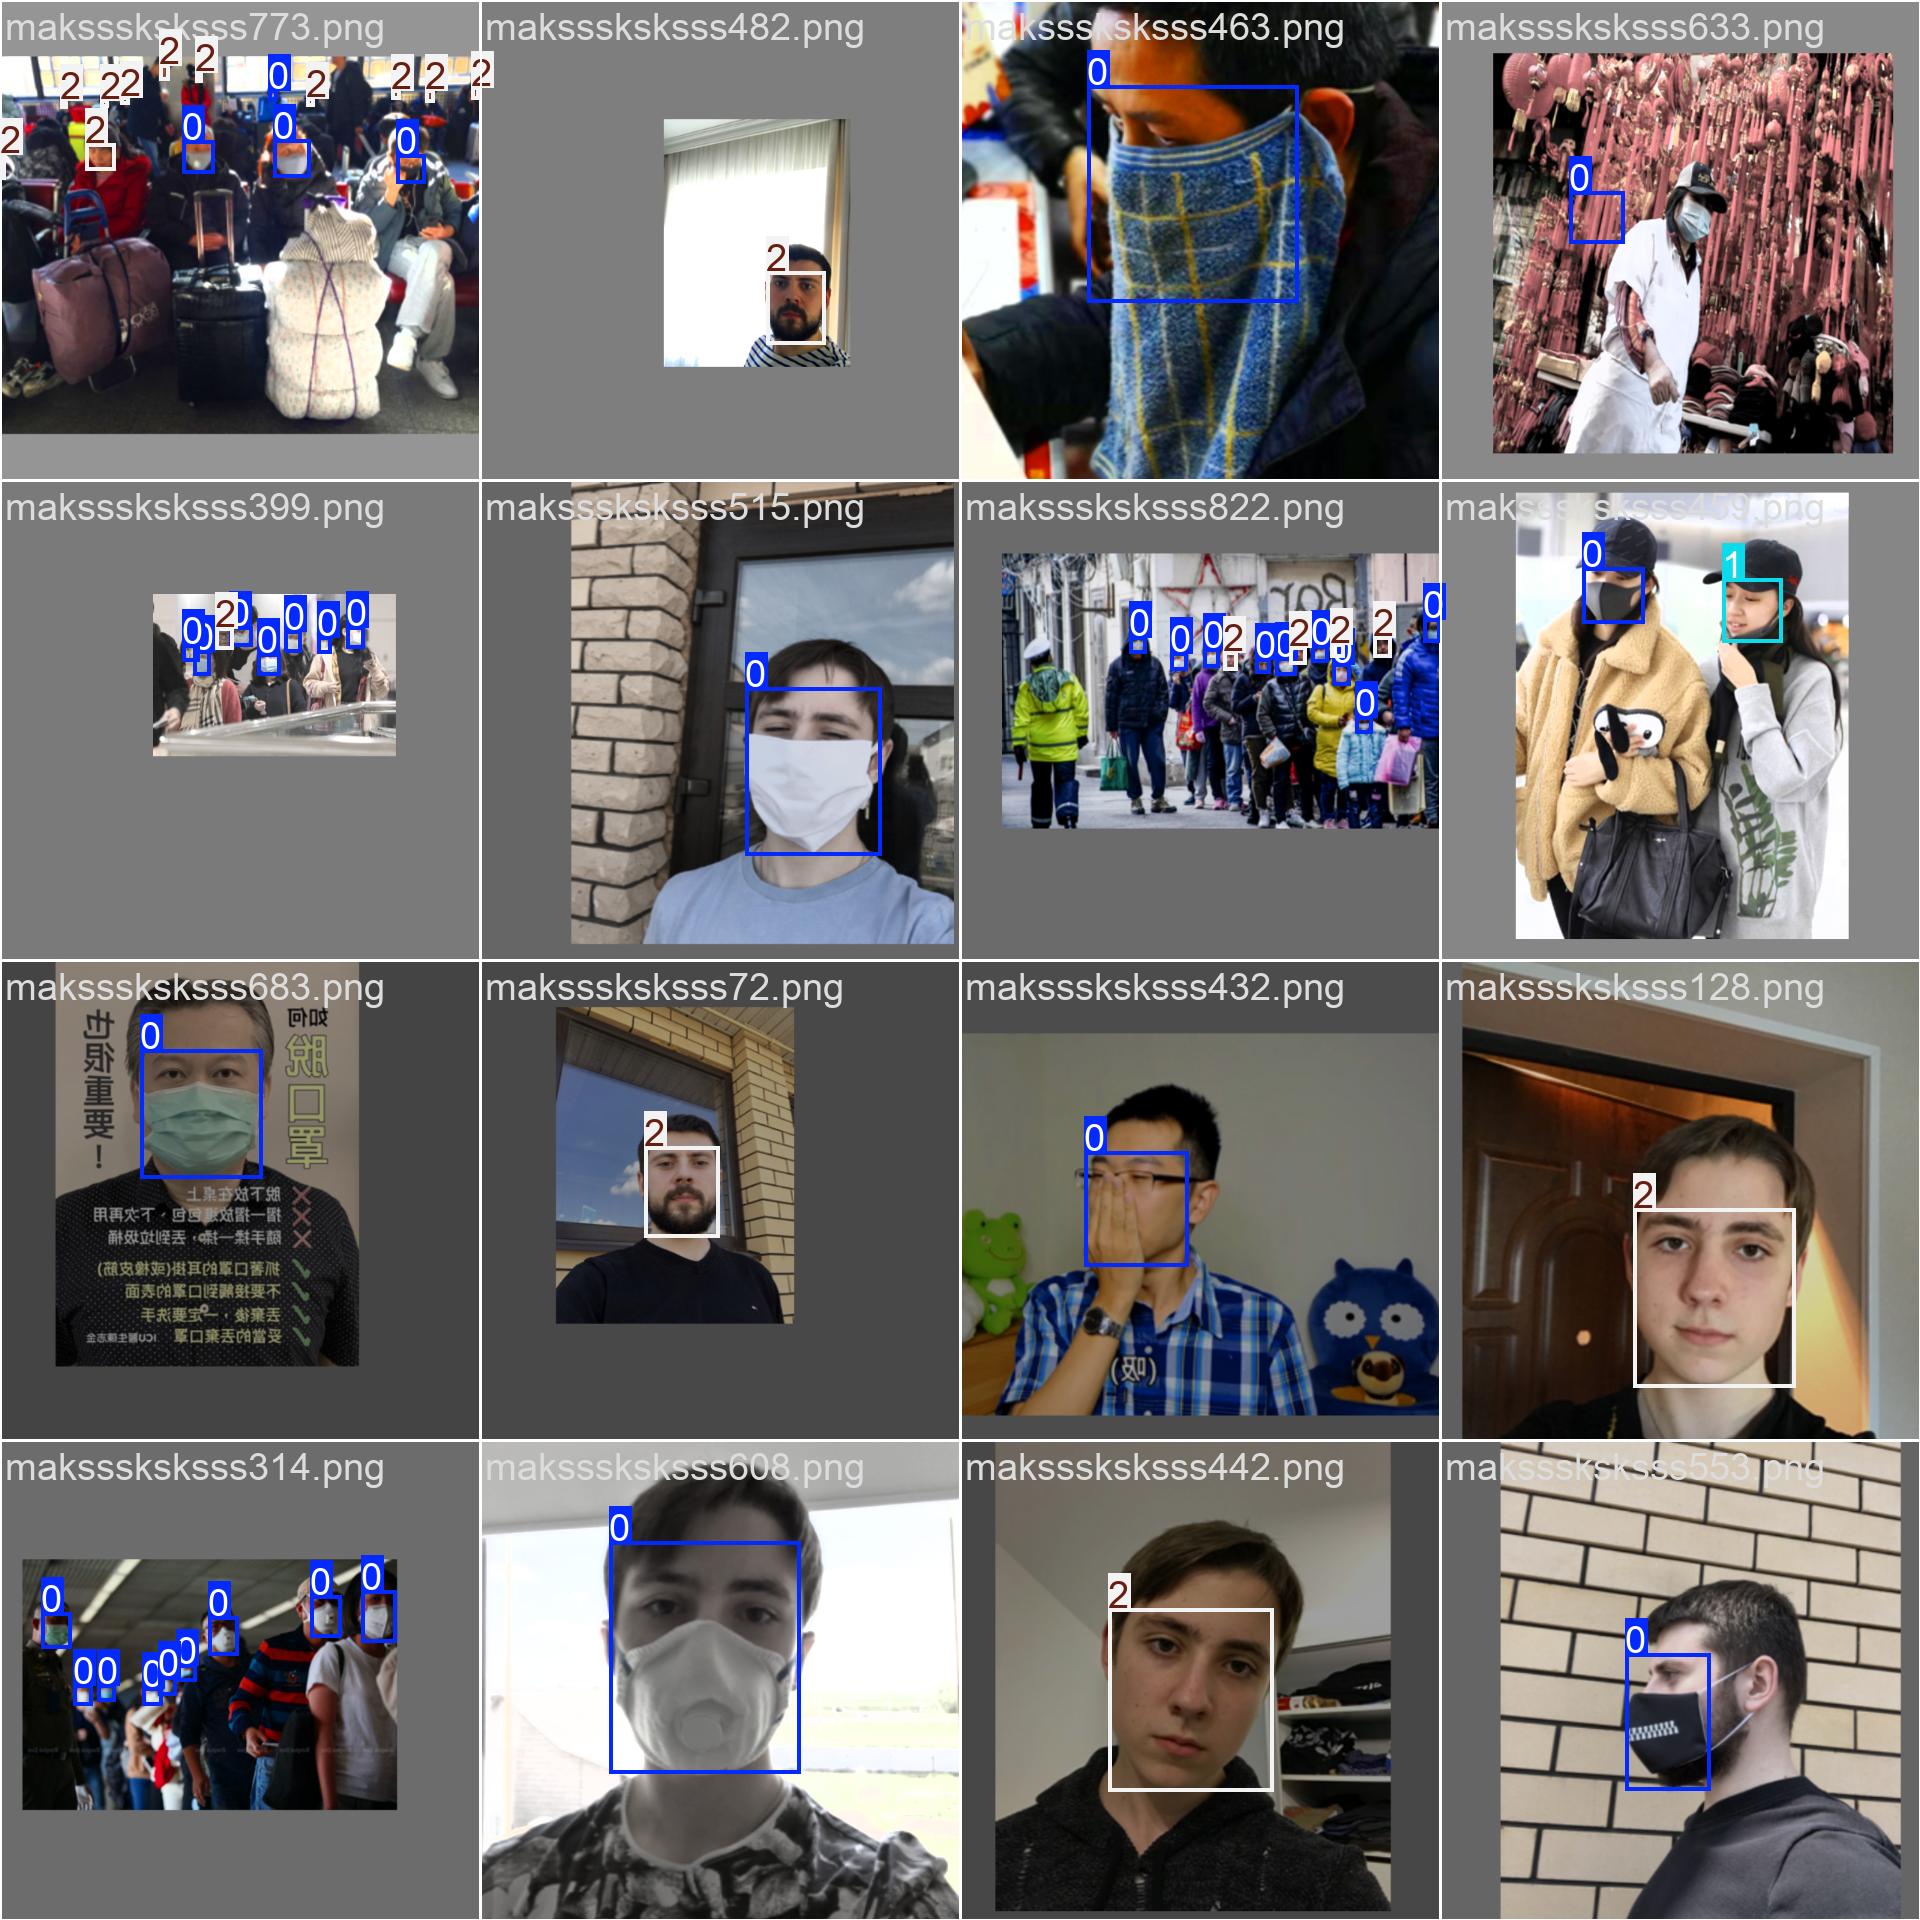 maksssksksss773.png
2 2 2 2 2 2 0 2 2 2 2
2 2 0 0 0
maksssksksss482.png
2
maksssksksss463.png
0
maksssksksss633.png
0
maksssksksss399.png
0 0 2 0 0 0 0 0
maksssksksss515.png
0
maksssksksss822.png
0 0 0 2 0 0 2 0 2 0 2 0
0
maksssksksss459.png
0
1
maksssksksss683.png
0
如何
脫口罩
也很重要!
脫下放在桌上
摺一摺放進包包、下次再用
隨手揉一揉,丟到垃圾桶
抓著口罩的耳掛(或橡皮筋)
不要接觸到口罩的表面
丟棄後,一定要洗手
妥當的丟棄口罩
ICU醫生陳志金
maksssksksss72.png
2
maksssksksss432.png
0
(吸)
maksssksksss128.png
2
maksssksksss314.png
0 0 0 0
0 0 0 0 0
maksssksksss608.png
0
maksssksksss442.png
2
maksssksksss553.png
0